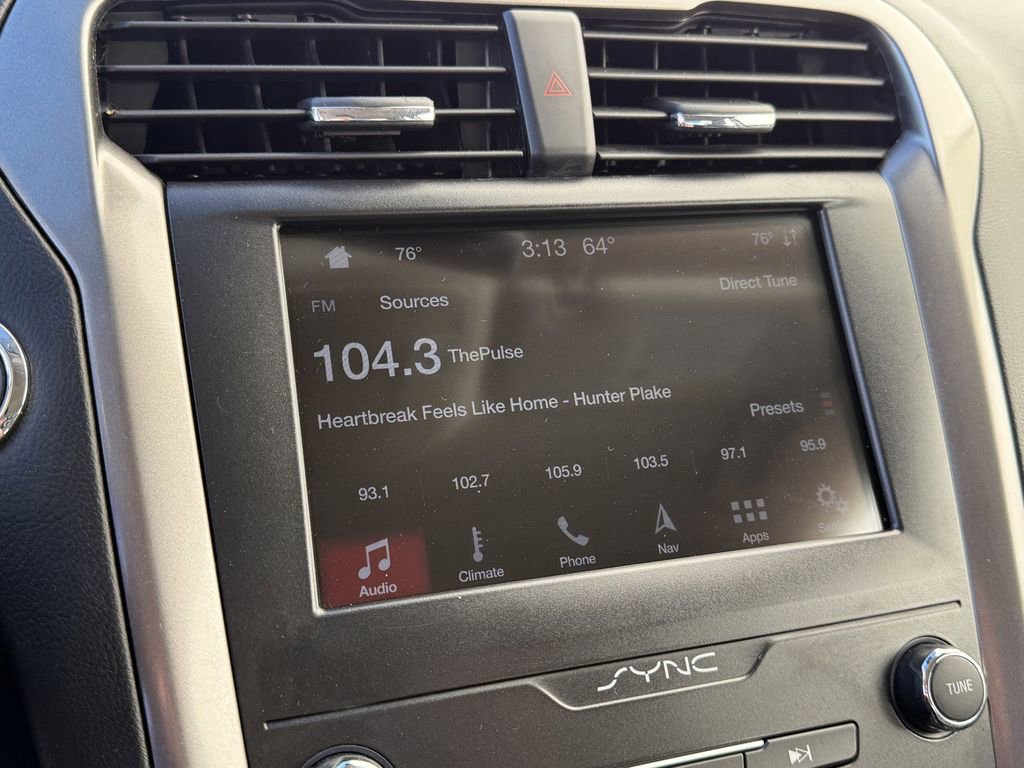 76° 3:13 64° 76°
FM Sources Direct Tune
104.3 ThePulse
Heartbreak Feels Like Home - Hunter Plake
Presets
93.1 102.7 105.9 103.5 97.1 95.9
Audio Climate Phone Nav Apps
SYNC
TUNE